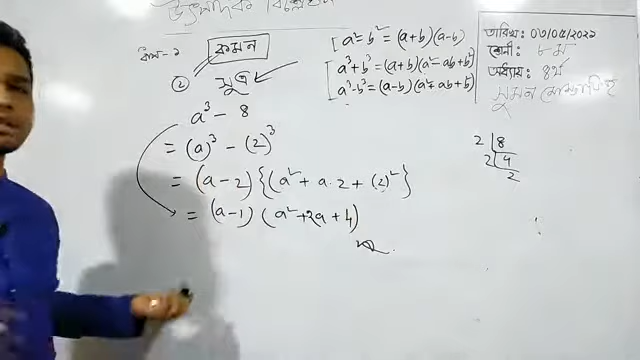 উৎপাদক বিশ্লেষণ
ক্লাস-২
কমন
② সূত্র
a² - b² = (a+b)(a-b)
a³+b³ = (a+b)(a²-ab+b²)
a³-b³ = (a-b)(a²+ab+b²)
তারিখ: ০৩/০৫/২০২১
শ্রেণী: ৮ম
অধ্যায়: ৪র্থ
সুমন
a³ - 8
= (a)³ - (2)³
= (a-2) {(a² + a·2 + (2)²}
= (a-1) (a²+2a+4)
2 | 8
2 | 4
2